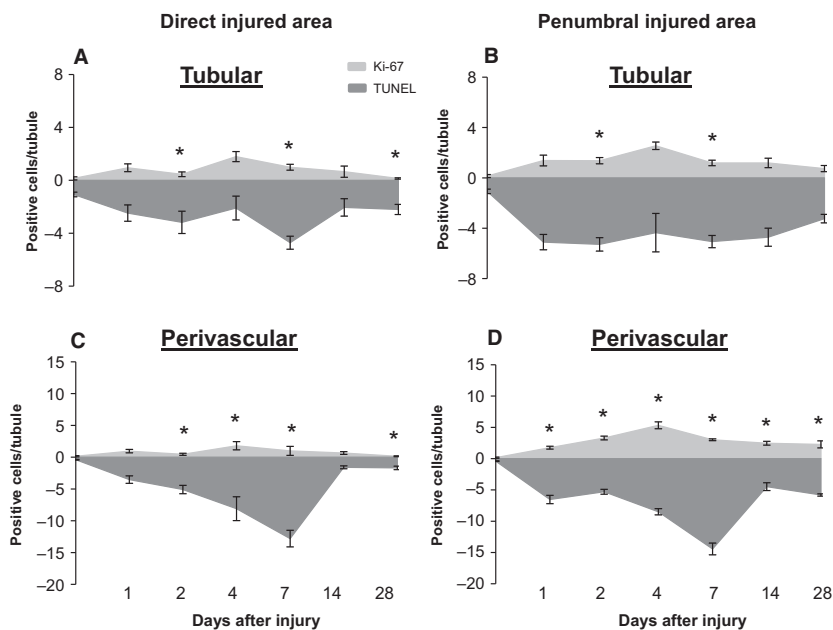 Direct injured area
Penumbral injured area
A
Tubular
Ki-67
TUNEL
8
4
0
–4
–8
Positive cells/tubule
*
*
*
B
Tubular
8
4
0
–4
–8
Positive cells/tubule
*
*
C
Perivascular
15
10
5
0
–5
–10
–15
–20
Positive cells/tubule
*
*
*
*
1 2 4 7 14 28
Days after injury
D
Perivascular
15
10
5
0
–5
–10
–15
–20
Positive cells/tubule
*
*
*
*
*
*
1 2 4 7 14 28
Days after injury